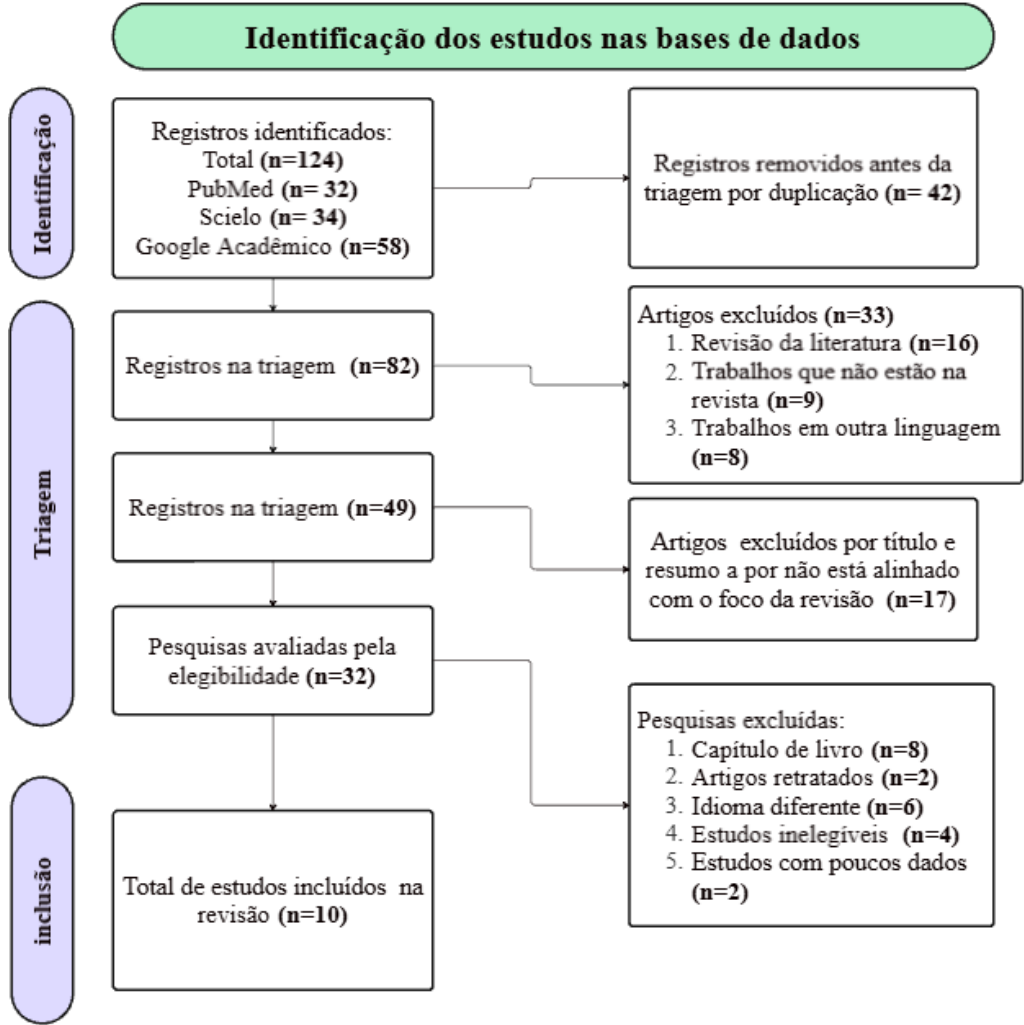 Identificação dos estudos nas bases de dados
Identificação
Registros identificados:
Total (n=124)
PubMed (n= 32)
Scielo (n= 34)
Google Acadêmico (n=58)
Registros removidos antes da
triagem por duplicação (n= 42)
Triagem
Registros na triagem (n=82)
Artigos excluídos (n=33)
1. Revisão da literatura (n=16)
2. Trabalhos que não estão na
revista (n=9)
3. Trabalhos em outra linguagem
(n=8)
Registros na triagem (n=49)
Artigos excluídos por título e
resumo a por não está alinhado
com o foco da revisão (n=17)
Pesquisas avaliadas pela
elegibilidade (n=32)
Pesquisas excluídas:
1. Capítulo de livro (n=8)
2. Artigos retratados (n=2)
3. Idioma diferente (n=6)
4. Estudos inelegíveis (n=4)
5. Estudos com poucos dados
(n=2)
inclusão
Total de estudos incluídos na
revisão (n=10)